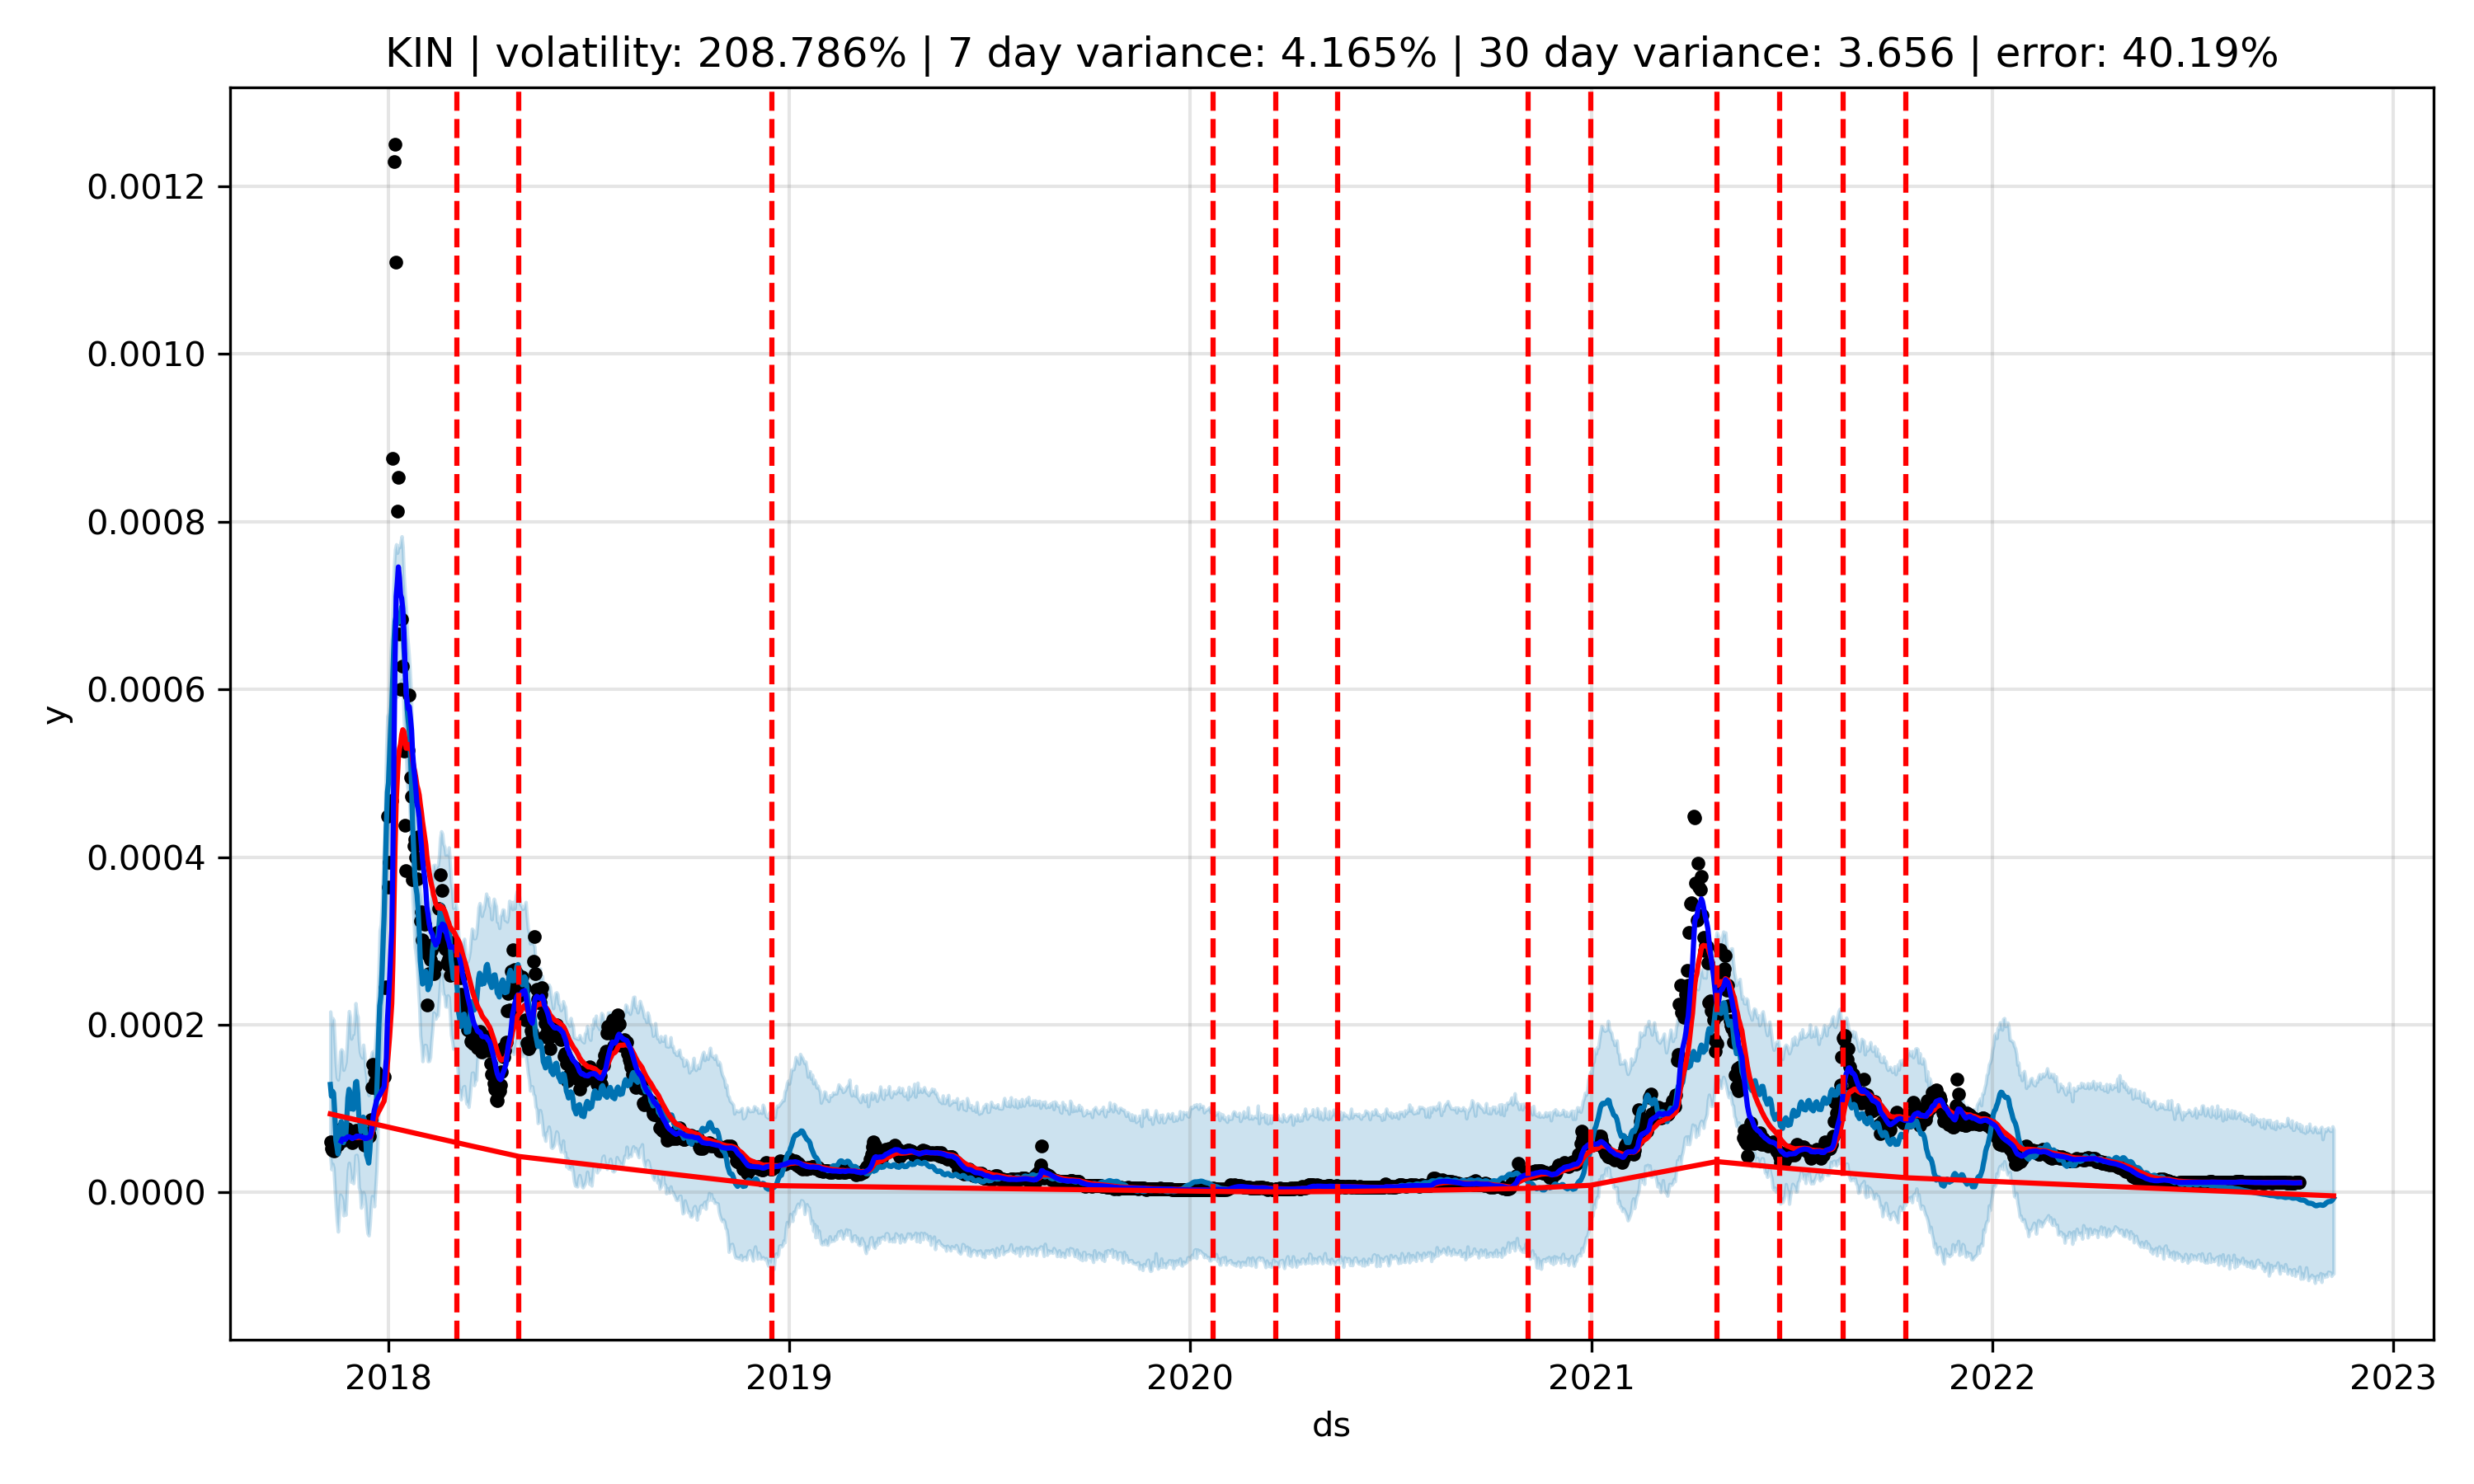 KIN | volatility: 208.786% | 7 day variance: 4.165% | 30 day variance: 3.656 | error: 40.19%
0.0012
0.0010
0.0008
0.0006
0.0004
0.0002
0.0000
y
2018 2019 2020 2021 2022 2023
ds